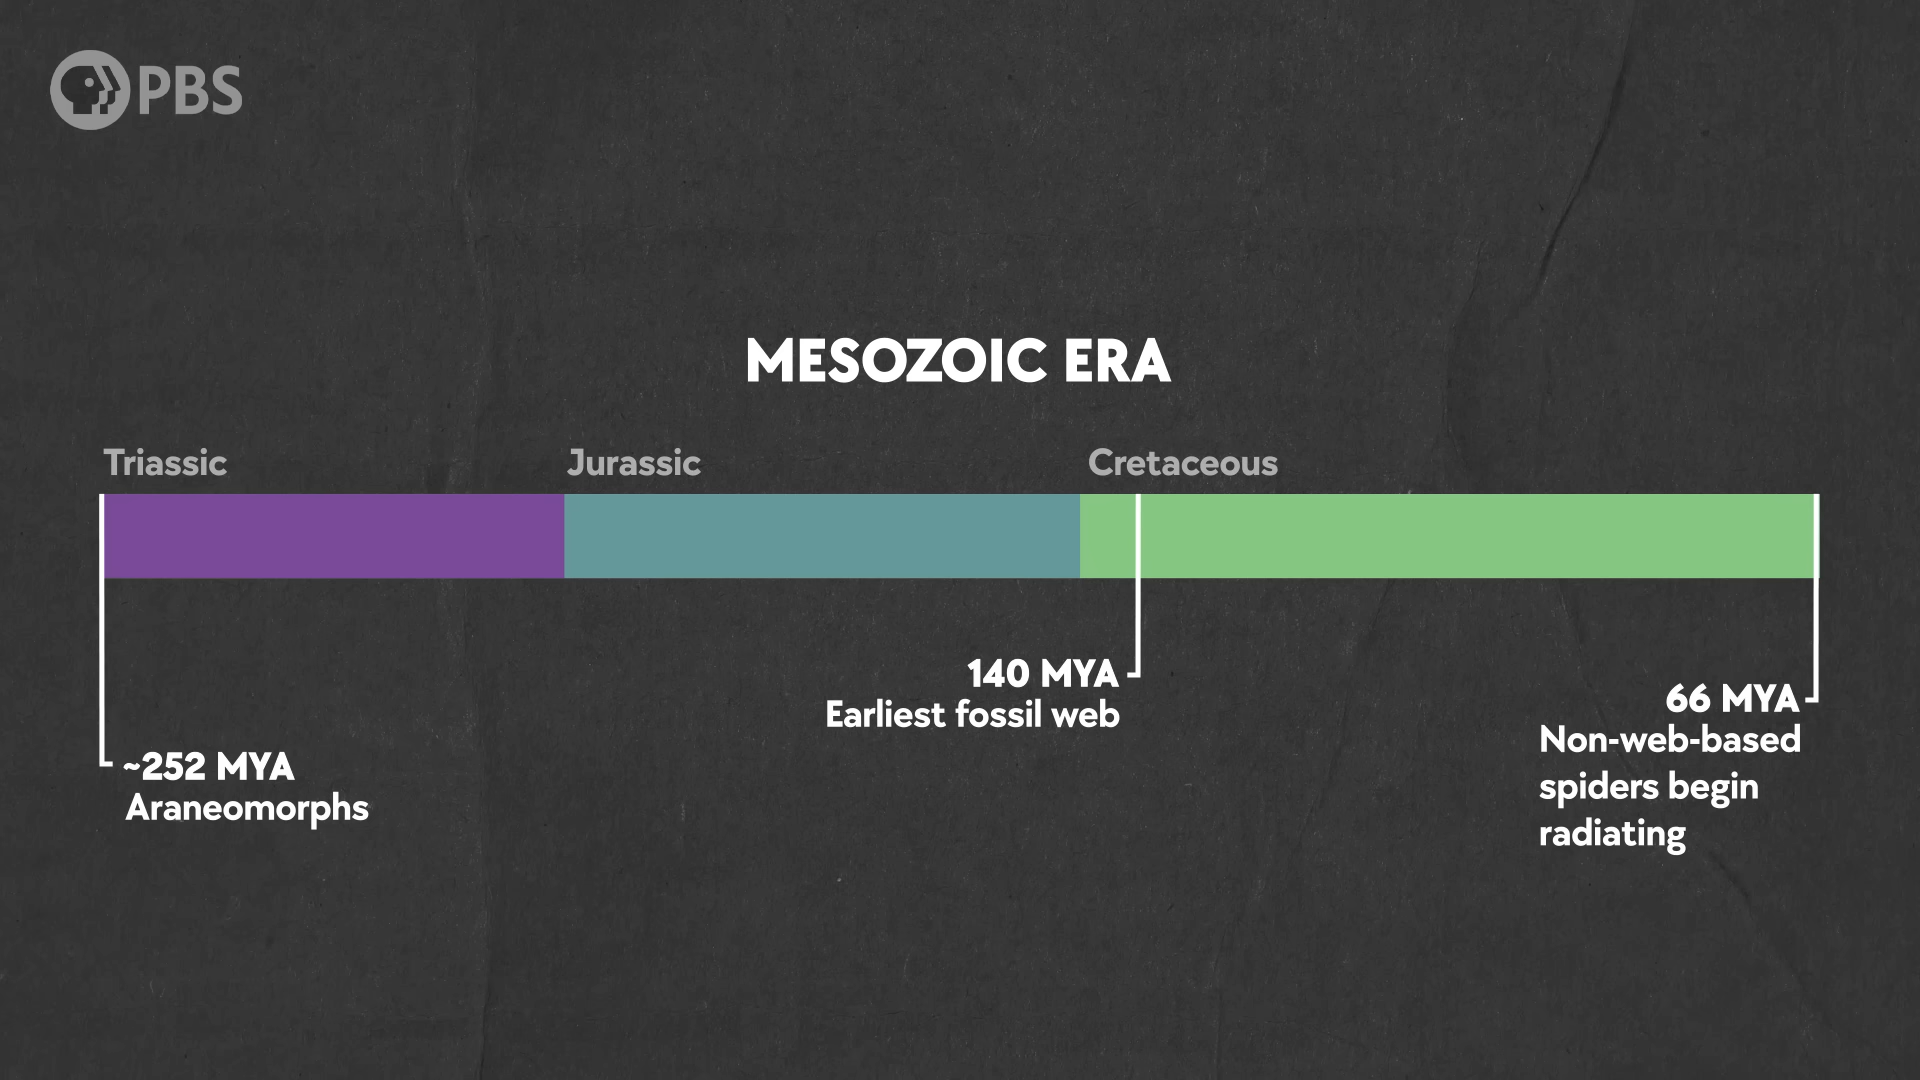 PBS
MESOZOIC ERA
Triassic
Jurassic
Cretaceous
140 MYA
Earliest fossil web
66 MYA
Non-web-based
spiders begin
radiating
~252 MYA
Araneomorphs